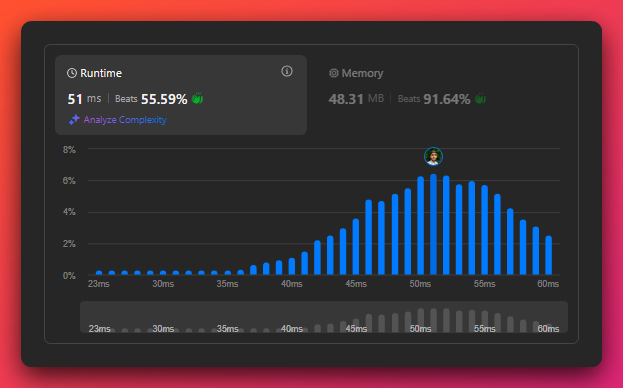 Runtime
51 ms | Beats 55.59%
Analyze Complexity
Memory
48.31 MB | Beats 91.64%
8%
6%
4%
2%
0%
23ms 30ms 35ms 40ms 45ms 50ms 55ms 60ms
23ms 30ms 35ms 40ms 45ms 50ms 55ms 60ms